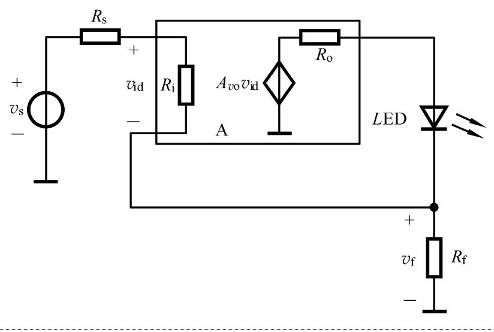 Rs
+
vid
Ri
Avovid
Ro
−
A
+
vs
−
LED
+
vf
Rf
−